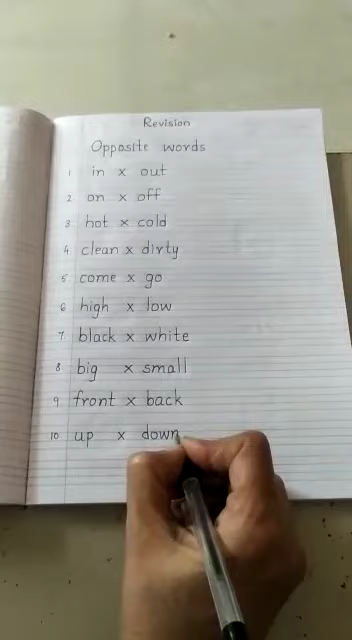 Revision
Opposite words
1 in x out
2 on x off
3 hot x cold
4 clean x dirty
5 come x go
6 high x low
7 black x white
8 big x small
9 front x back
10 up x down